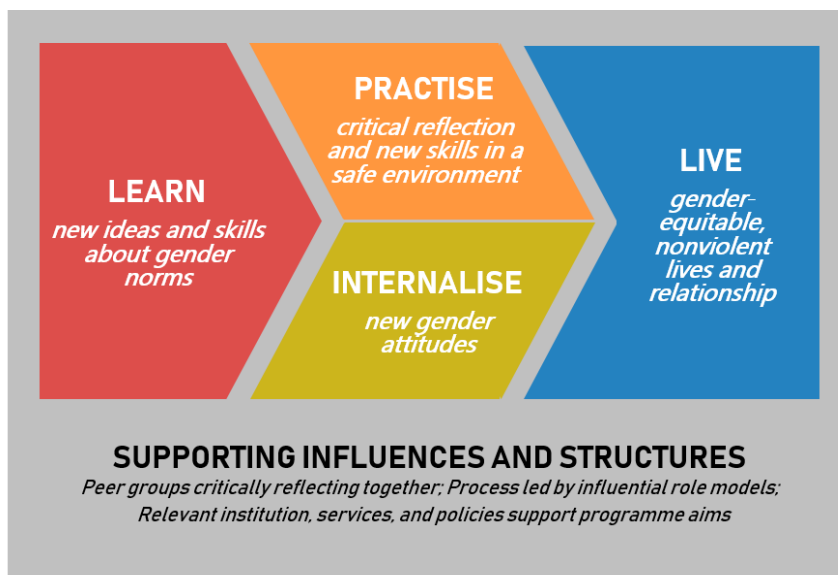 LEARN
new ideas and skills
about gender
norms
PRACTISE
critical reflection
and new skills in a
safe environment
INTERNALISE
new gender
attitudes
LIVE
gender-
equitable,
nonviolent
lives and
relationship
SUPPORTING INFLUENCES AND STRUCTURES
Peer groups critically reflecting together; Process led by influential role models;
Relevant institution, services, and policies support programme aims